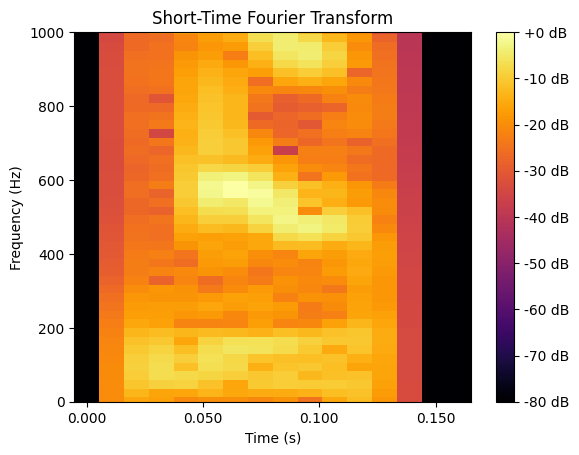 Short-Time Fourier Transform
1000
800
600
400
200
0
Frequency (Hz)
0.000
0.050
0.100
0.150
Time (s)
+0 dB
-10 dB
-20 dB
-30 dB
-40 dB
-50 dB
-60 dB
-70 dB
-80 dB